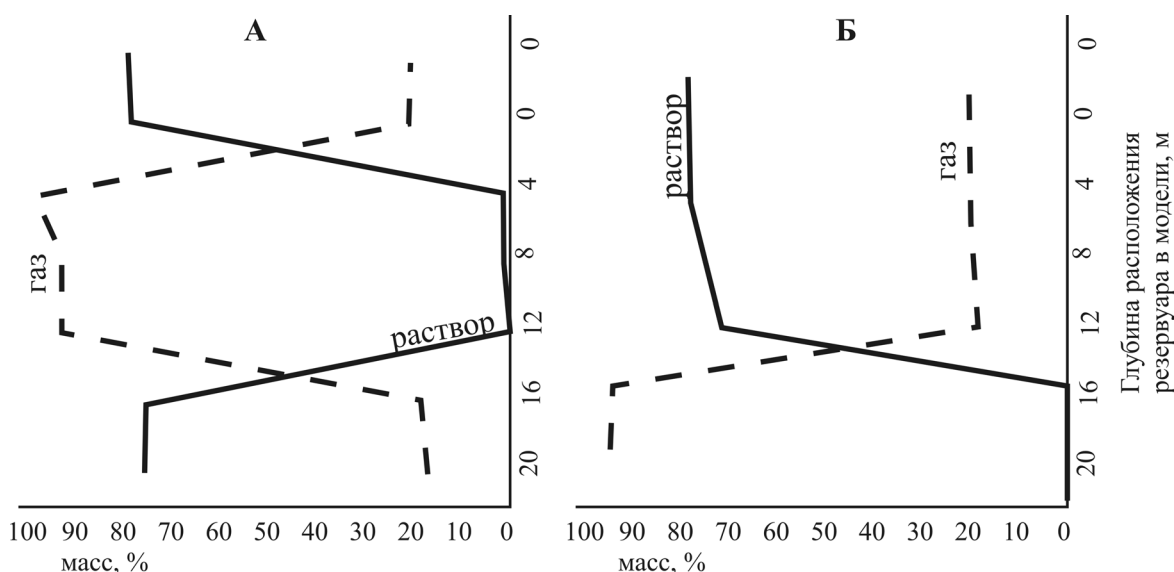 А
Б
0
0
4
8
12
16
20
газ
раствор
100 90 80 70 60 50 40 30 20 10 0
масс, %
0
0
4
8
12
16
20
раствор
газ
100 90 80 70 60 50 40 30 20 10 0
масс, %
Глубина расположения
резервуара в модели, м